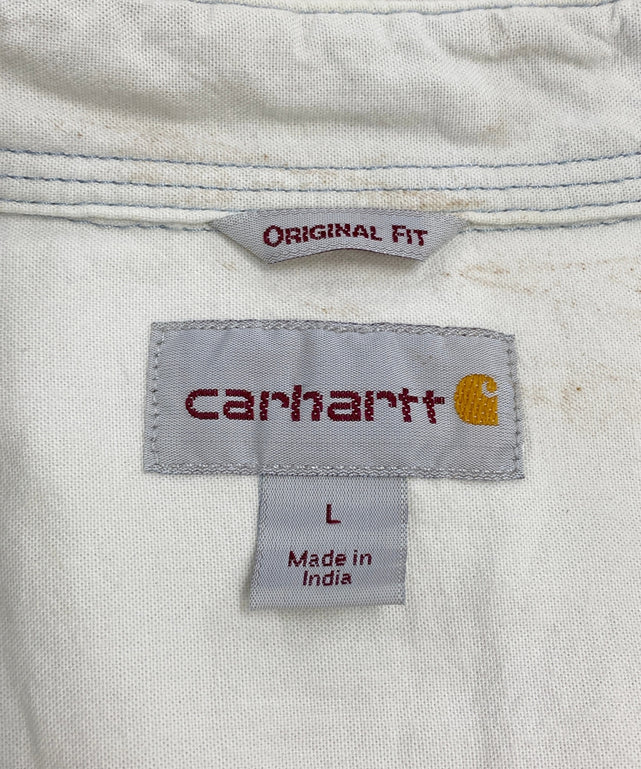 ORIGINAL FIT
carhartt
L
Made in
India